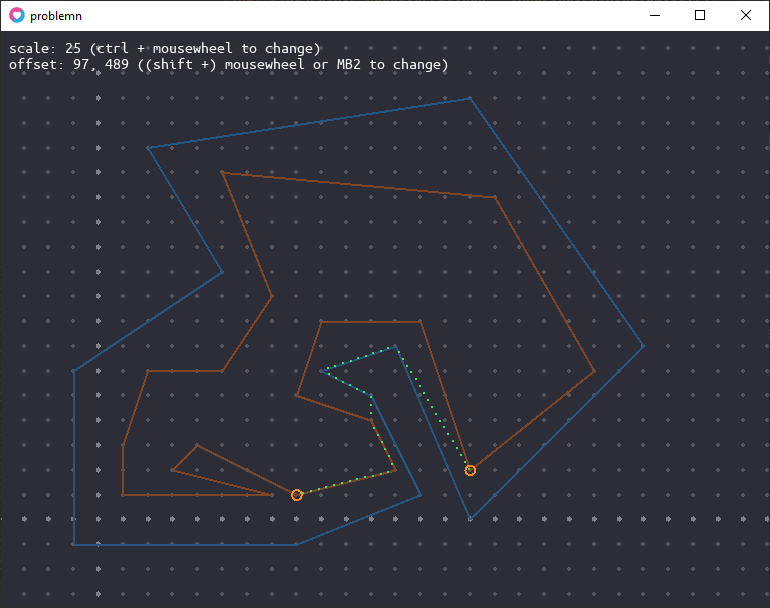 problemn
scale: 25 (ctrl + mousewheel to change)
offset: 97, 489 ((shift +) mousewheel or MB2 to change)